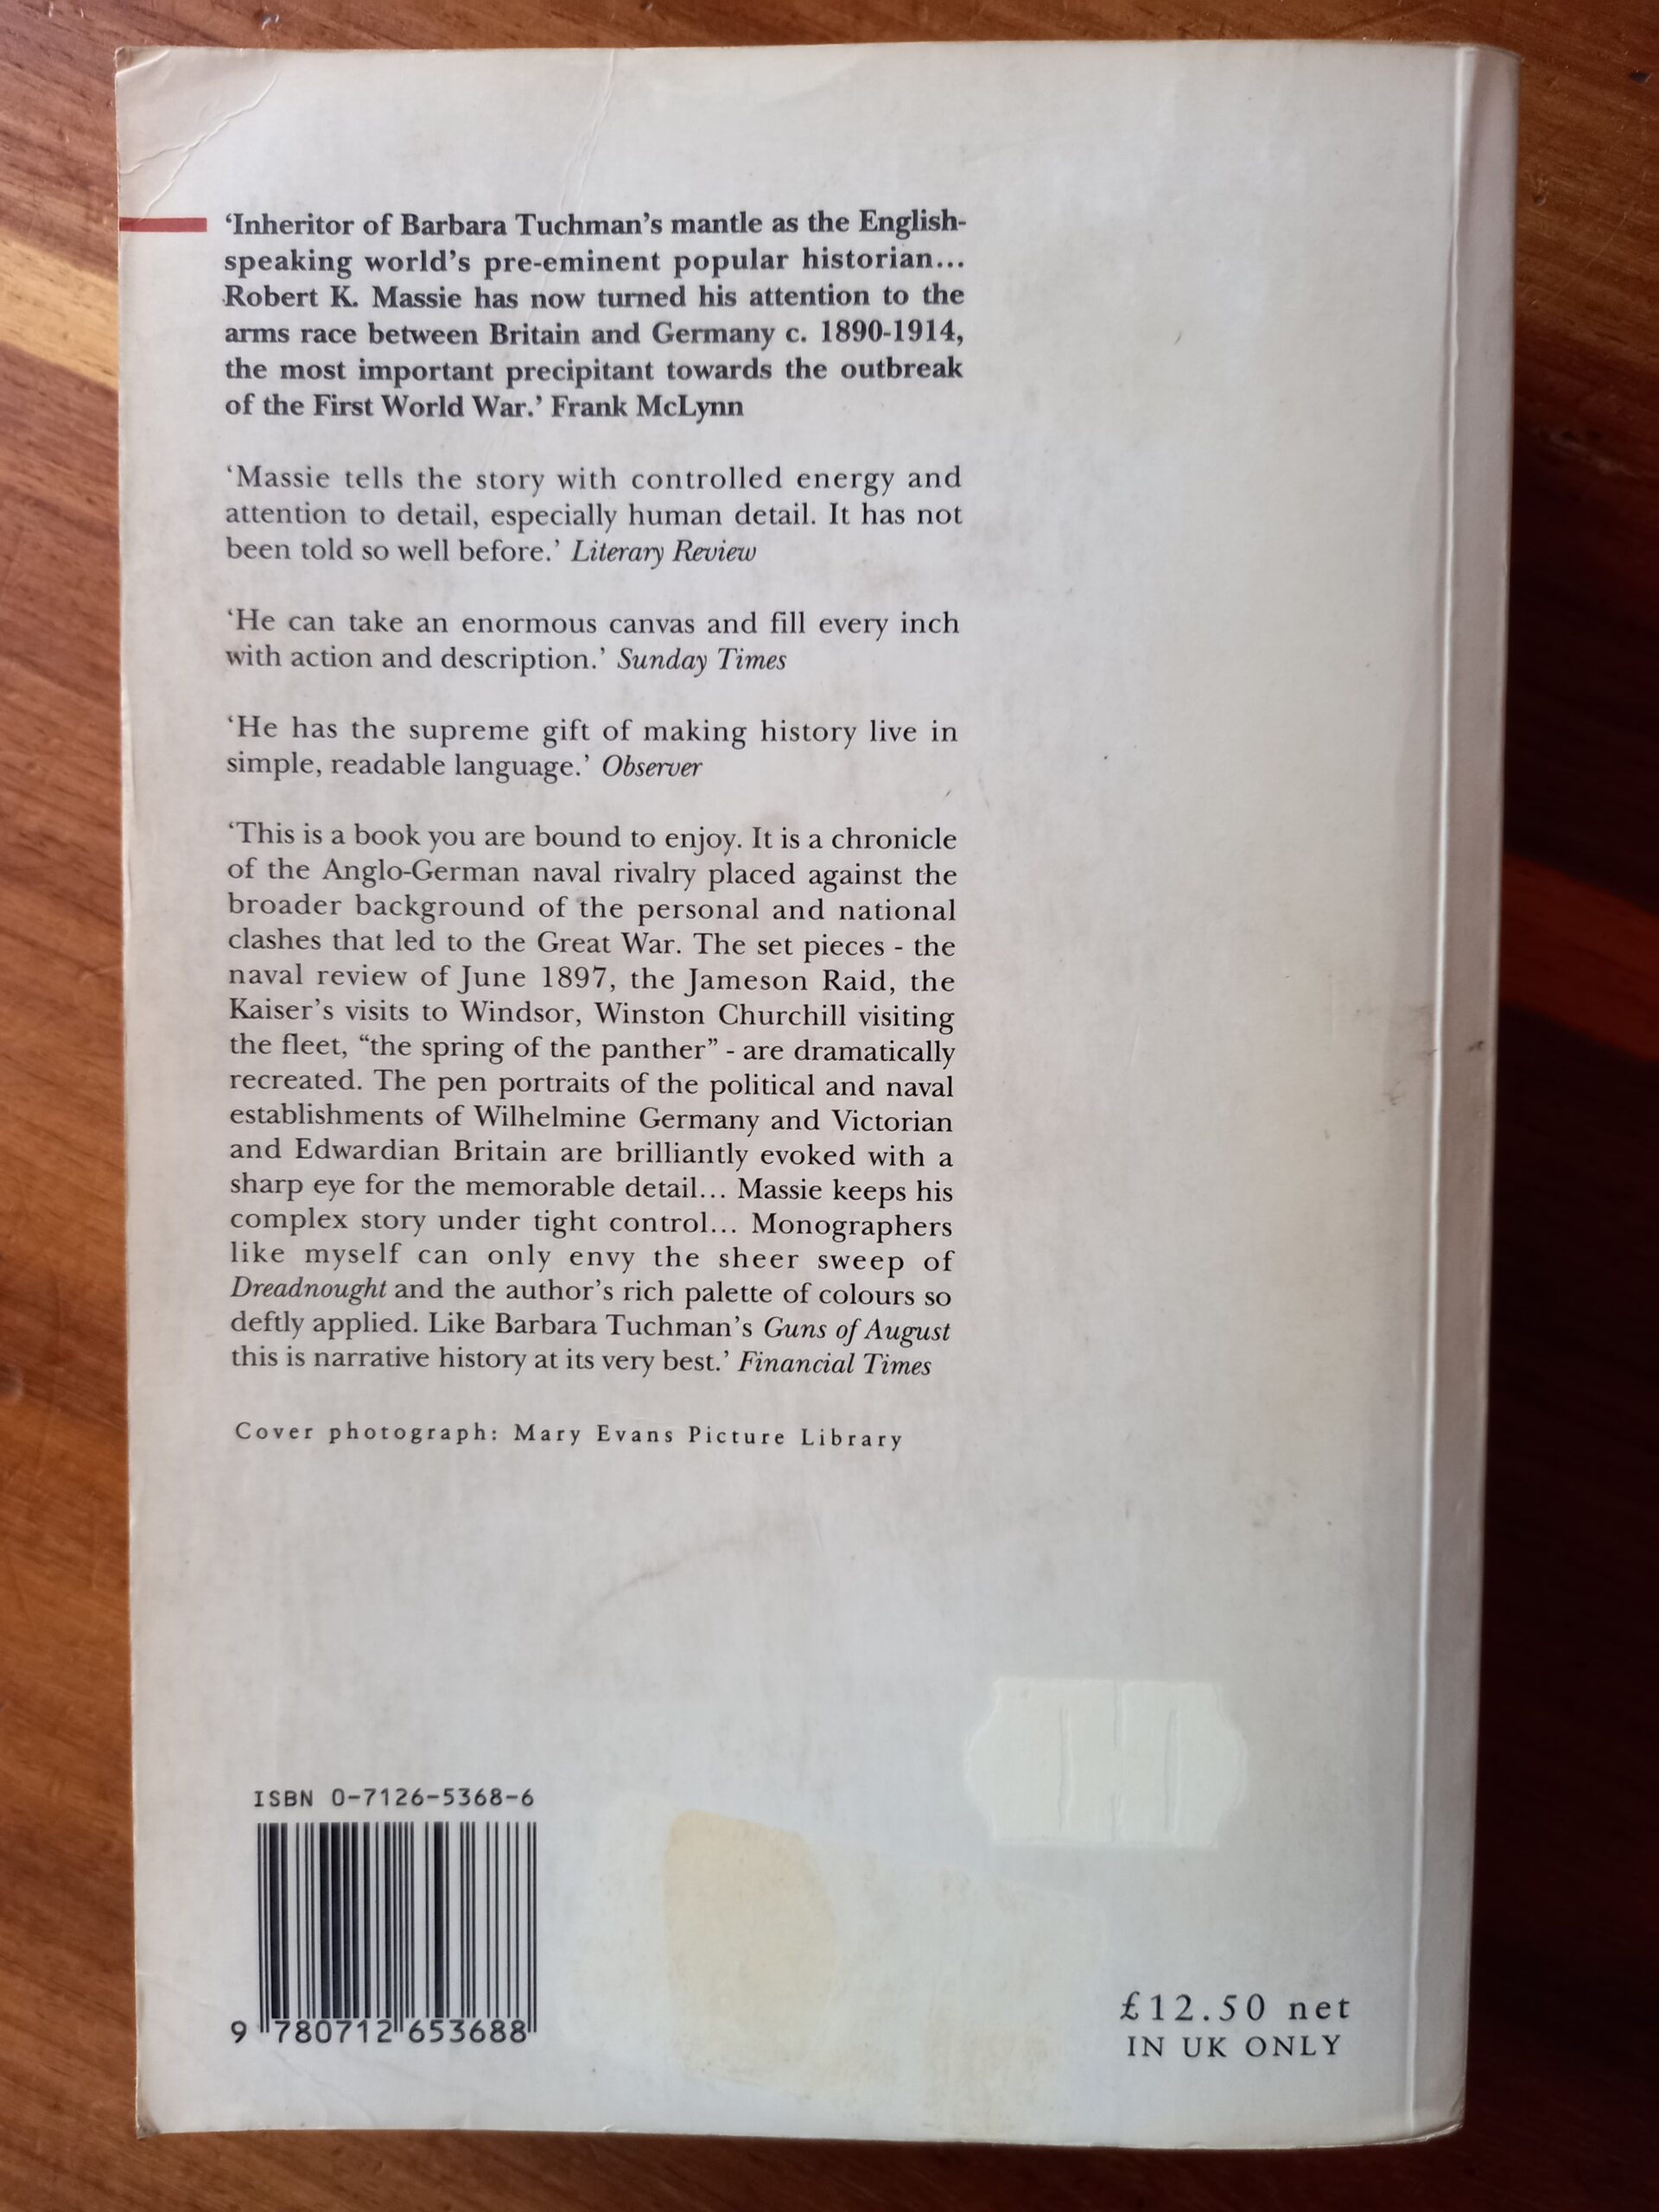 ‘Inheritor of Barbara Tuchman’s mantle as the English-
speaking world’s pre-eminent popular historian...
Robert K. Massie has now turned his attention to the
arms race between Britain and Germany c. 1890-1914,
the most important precipitant towards the outbreak
of the First World War.’ Frank McLynn
‘Massie tells the story with controlled energy and
attention to detail, especially human detail. It has not
been told so well before.’ Literary Review
‘He can take an enormous canvas and fill every inch
with action and description.’ Sunday Times
‘He has the supreme gift of making history live in
simple, readable language.’ Observer
‘This is a book you are bound to enjoy. It is a chronicle
of the Anglo-German naval rivalry placed against the
broader background of the personal and national
clashes that led to the Great War. The set pieces - the
naval review of June 1897, the Jameson Raid, the
Kaiser’s visits to Windsor, Winston Churchill visiting
the fleet, “the spring of the panther” - are dramatically
recreated. The pen portraits of the political and naval
establishments of Wilhelmine Germany and Victorian
and Edwardian Britain are brilliantly evoked with a
sharp eye for the memorable detail... Massie keeps his
complex story under tight control... Monographers
like myself can only envy the sheer sweep of
Dreadnought and the author’s rich palette of colours so
deftly applied. Like Barbara Tuchman’s Guns of August
this is narrative history at its very best.’ Financial Times
Cover photograph: Mary Evans Picture Library
ISBN 0-7126-5368-6
9 780712 653688
£12.50 net
IN UK ONLY